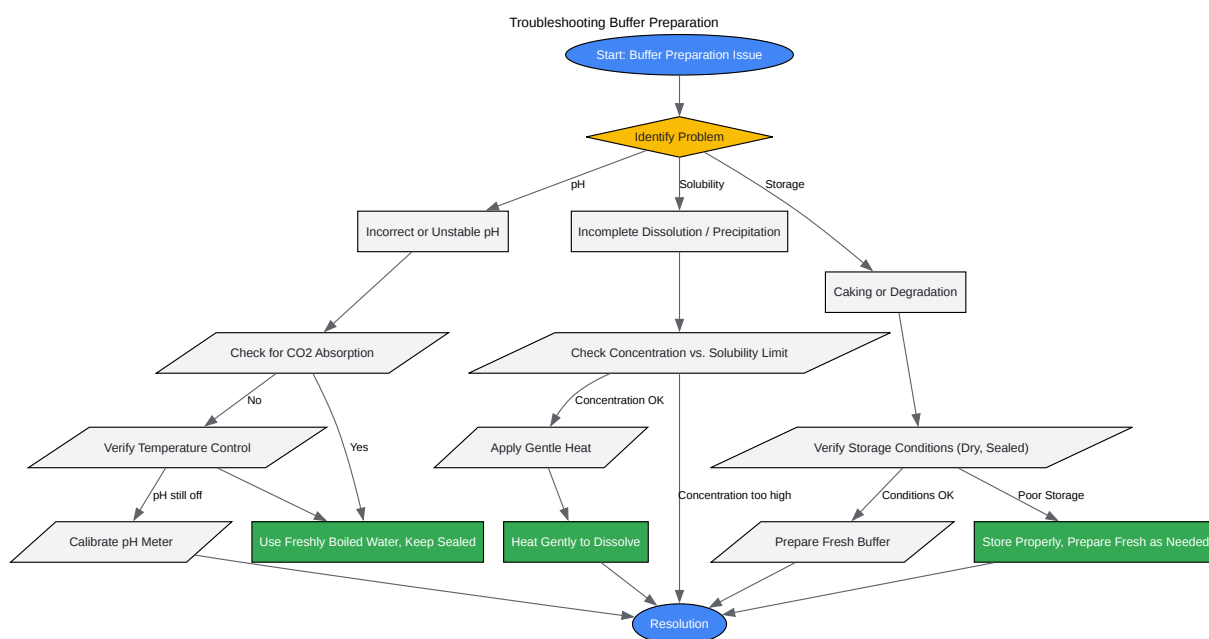 Troubleshooting Buffer Preparation
Start: Buffer Preparation Issue
Identify Problem
pH
Solubility
Storage
Incorrect or Unstable pH
Incomplete Dissolution / Precipitation
Caking or Degradation
Check for CO2 Absorption
Check Concentration vs. Solubility Limit
No
Yes
Concentration OK
Verify Temperature Control
Apply Gentle Heat
Verify Storage Conditions (Dry, Sealed)
pH still off
Concentration too high
Conditions OK
Poor Storage
Calibrate pH Meter
Use Freshly Boiled Water, Keep Sealed
Heat Gently to Dissolve
Prepare Fresh Buffer
Store Properly, Prepare Fresh as Needed
Resolution